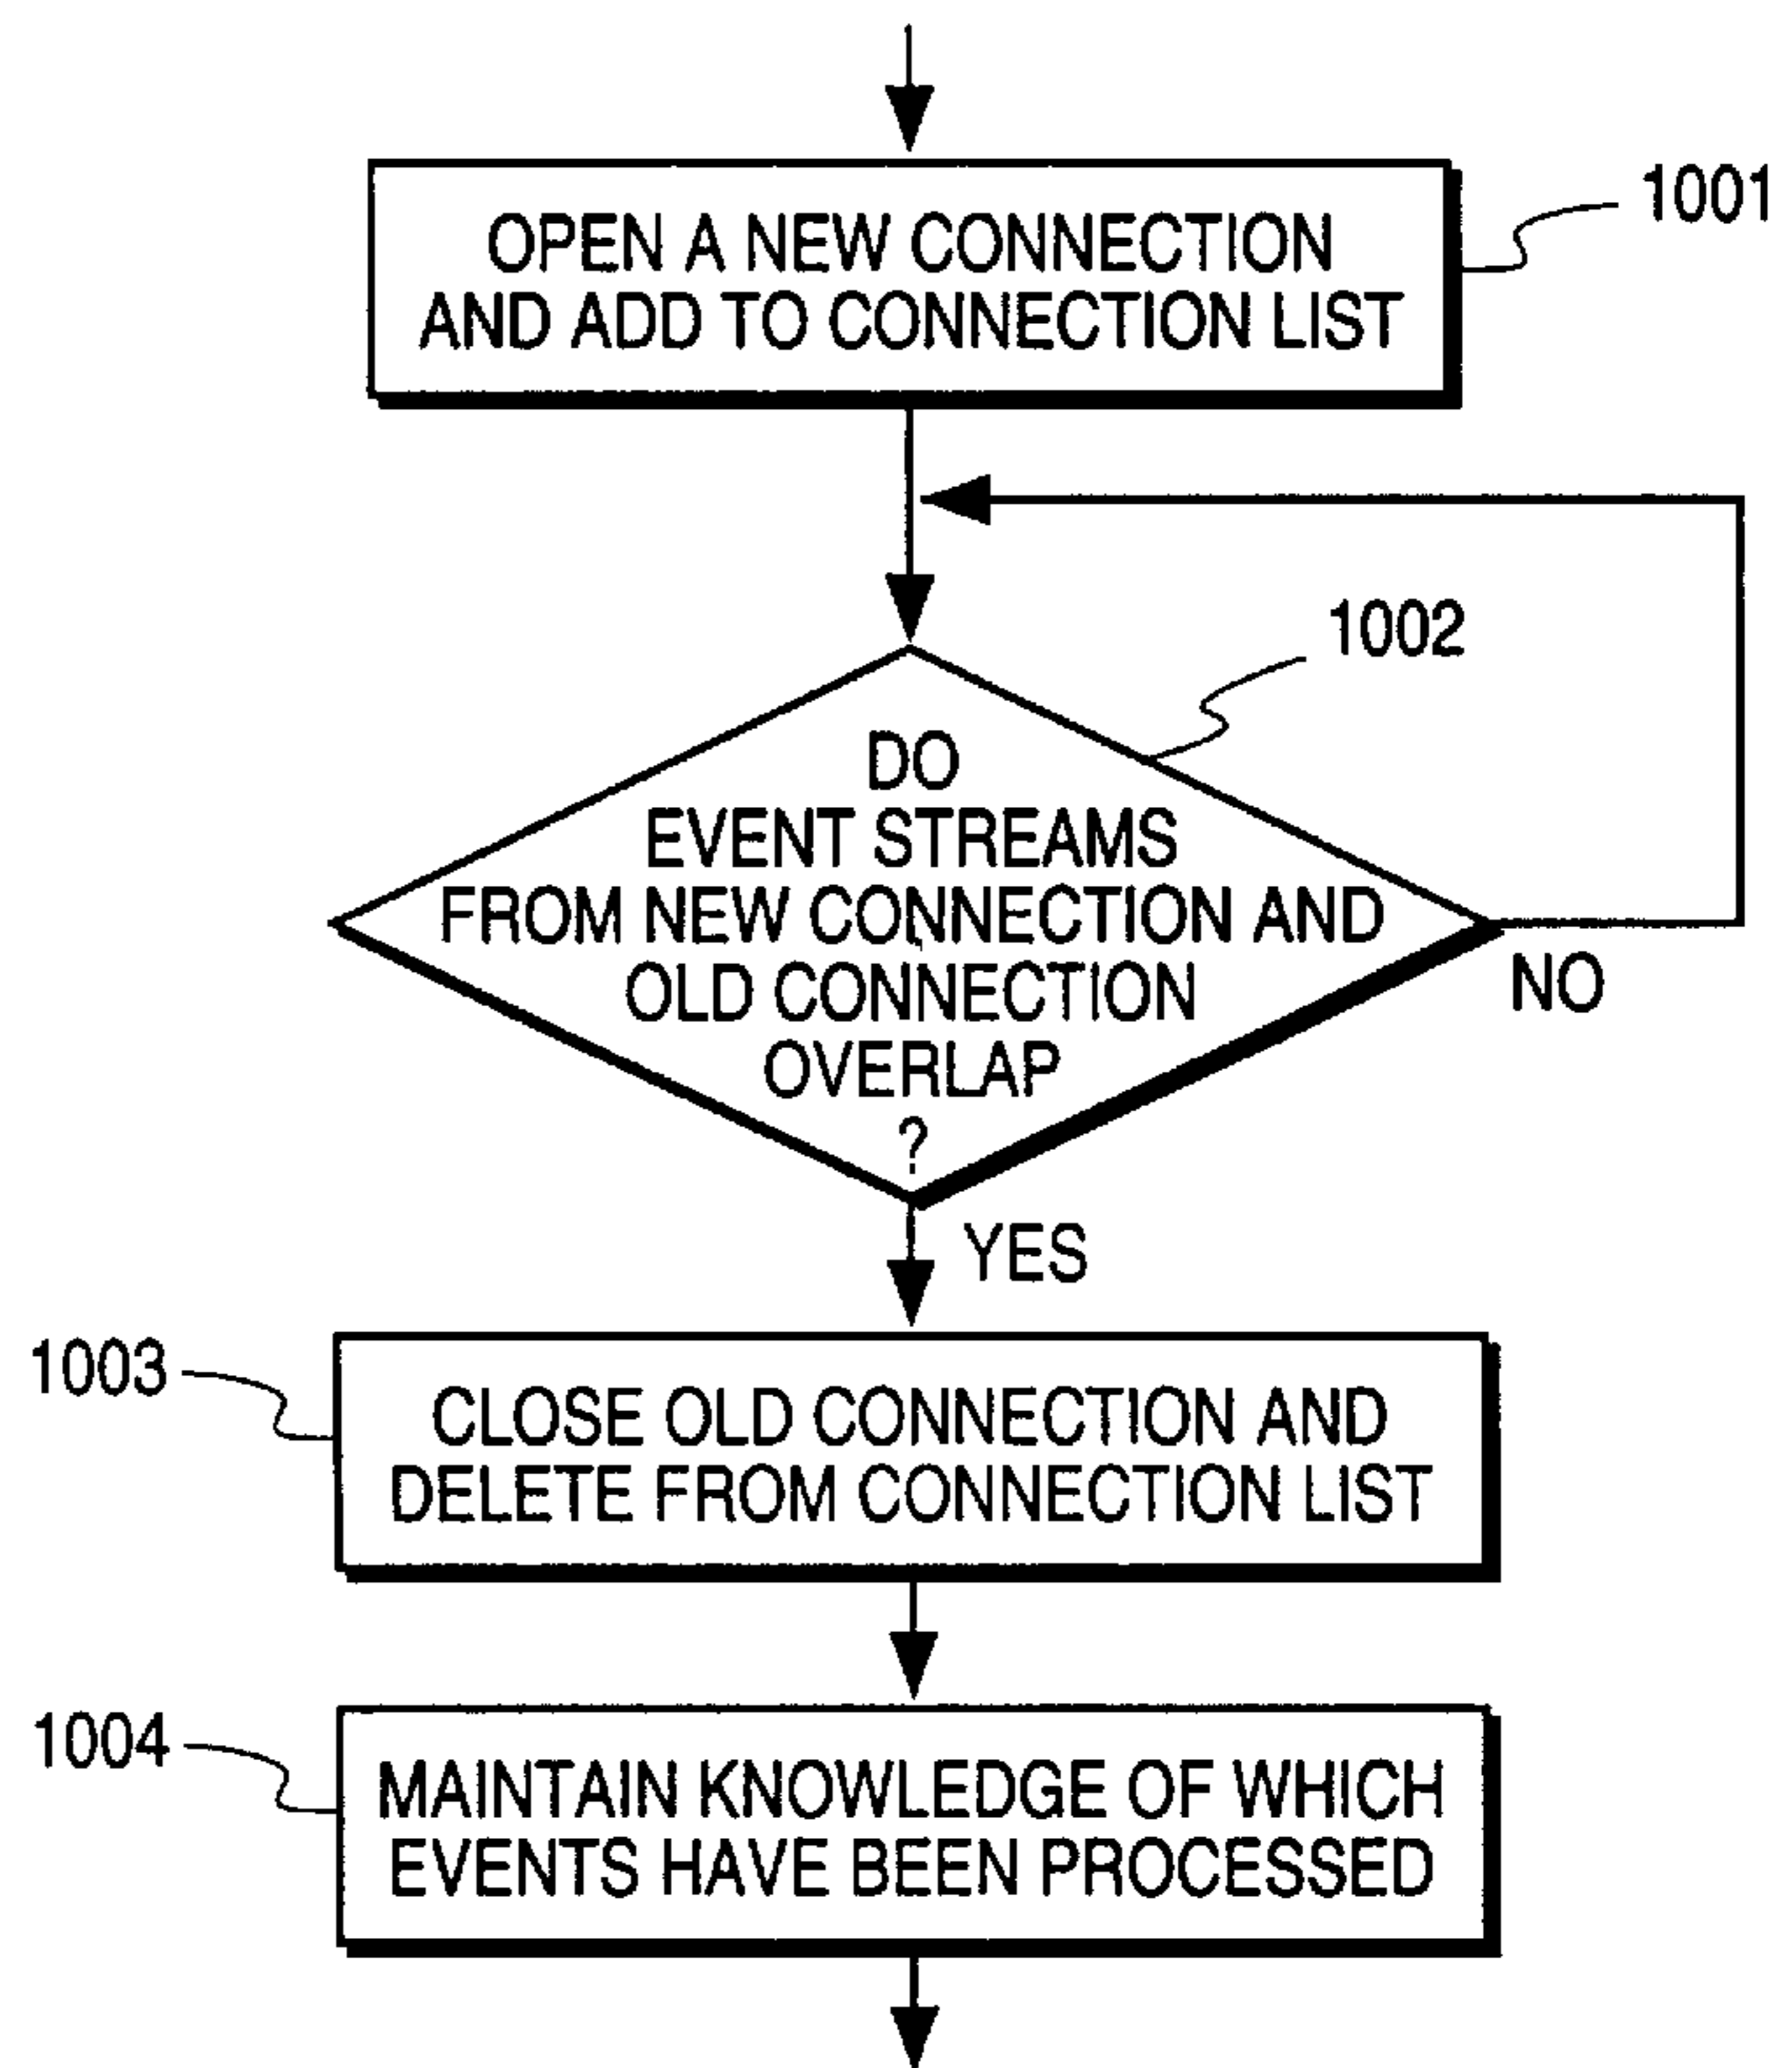 OPEN A NEW CONNECTION
AND ADD TO CONNECTION LIST
1001
1002
DO
EVENT STREAMS
FROM NEW CONNECTION AND
OLD CONNECTION
OVERLAP
?
NO
YES
1003
CLOSE OLD CONNECTION AND
DELETE FROM CONNECTION LIST
1004
MAINTAIN KNOWLEDGE OF WHICH
EVENTS HAVE BEEN PROCESSED